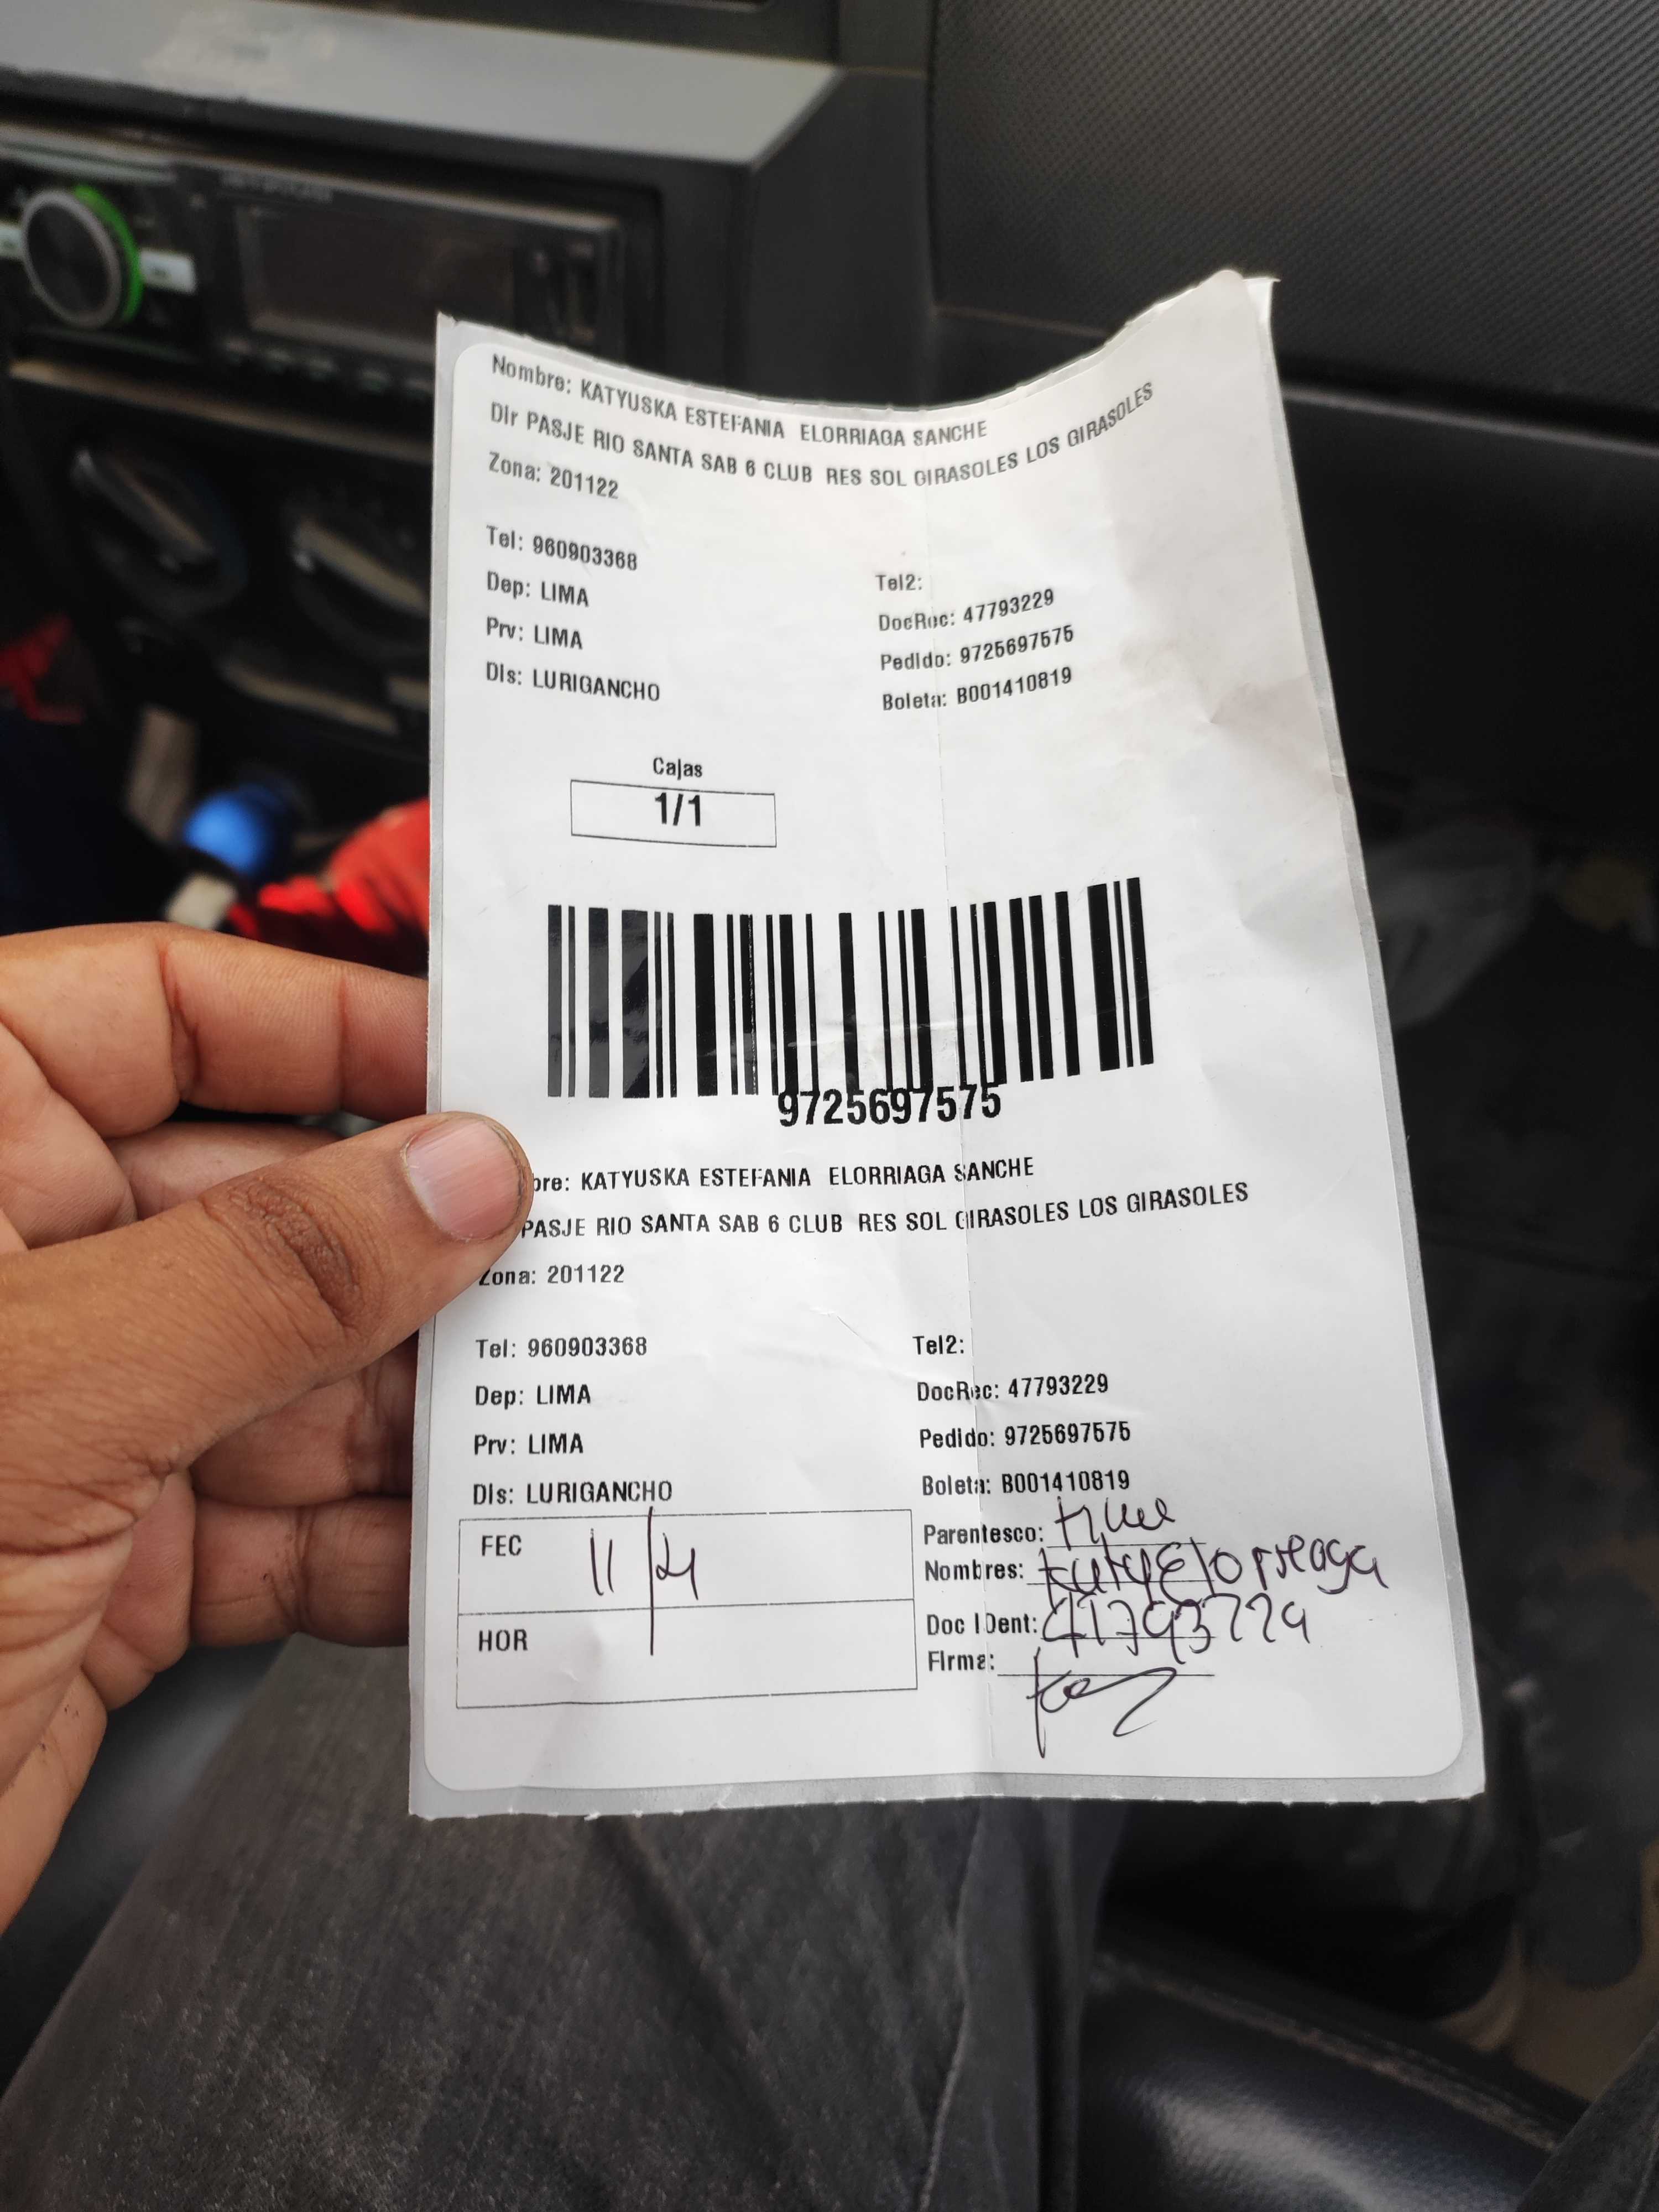 Nombre: KATYUSKA ESTEFANIA ELORRIAGA SANCHE
Dir PASJE RIO SANTA SAB 6 CLUB RES SOL GIRASOLES LOS GIRASOLES
Zona: 201122
Tel: 960903368
Tel2:
Dep: LIMA
DocRec: 47793229
Prv: LIMA
Pedido: 9725697575
Dis: LURIGANCHO
Boleta: B001410819
Cajas
1/1
9725697575
bre: KATYUSKA ESTEFANIA ELORRIAGA SANCHE
PASJE RIO SANTA SAB 6 CLUB RES SOL GIRASOLES LOS GIRASOLES
Zona: 201122
Tel: 960903368
Tel2:
Dep: LIMA
DocRec: 47793229
Prv: LIMA
Pedido: 9725697575
Dis: LURIGANCHO
Boleta: B001410819
FEC 11/4
Parentesco:
Nombres:
HOR
Doc IDent:
Firma: